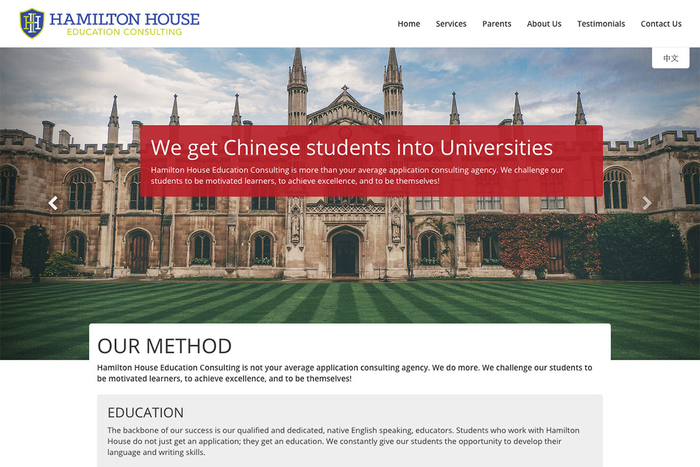 HAMILTON HOUSE
EDUCATION CONSULTING
Home Services Parents About Us Testimonials Contact Us
中文
We get Chinese students into Universities
Hamilton House Education Consulting is more than your average application consulting agency. We challenge our
students to be motivated learners, to achieve excellence, and to be themselves!
OUR METHOD
Hamilton House Education Consulting is not your average application consulting agency. We do more. We challenge our students to
be motivated learners, to achieve excellence, and to be themselves!
EDUCATION
The backbone of our success is our qualified and dedicated, native English speaking, educators. Students who work with Hamilton
House do not just get an application; they get an education. We constantly give our students the opportunity to develop their
language and writing skills.